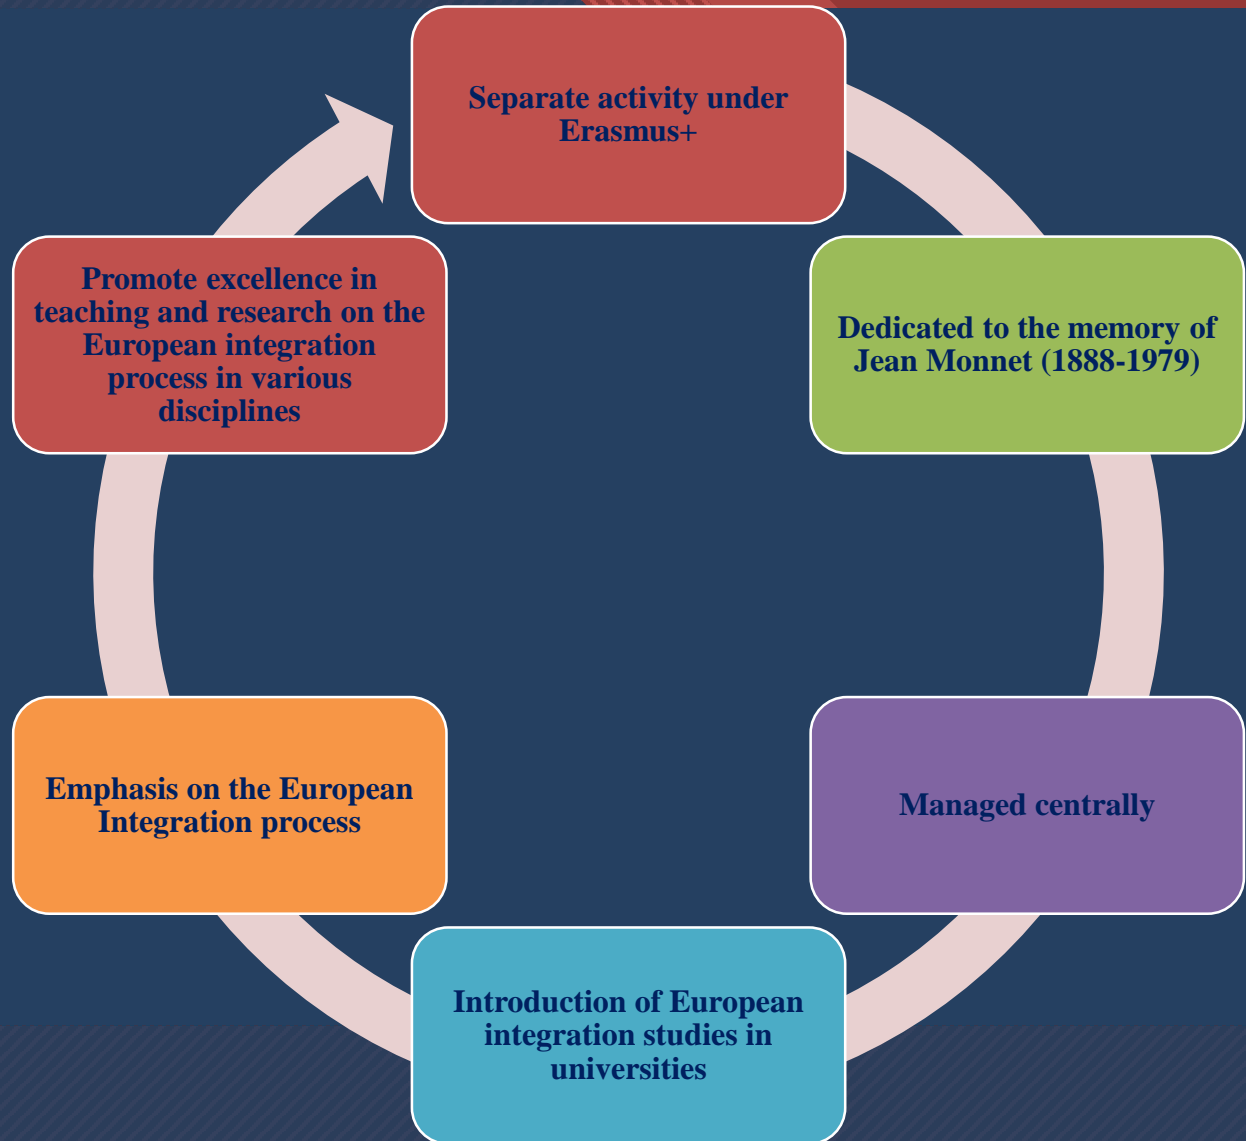 Separate activity under
Erasmus+
Dedicated to the memory of
Jean Monnet (1888-1979)
Managed centrally
Introduction of European
integration studies in
universities
Emphasis on the European
Integration process
Promote excellence in
teaching and research on the
European integration
process in various
disciplines